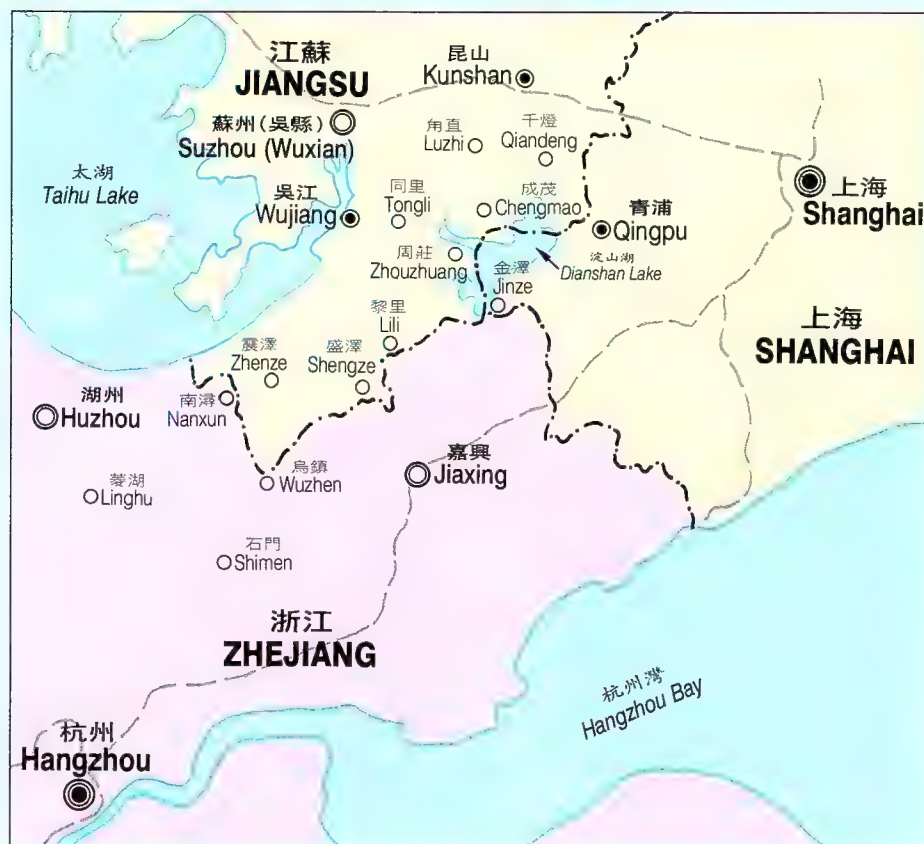 江蘇
JIANGSU
昆山
Kunshan
蘇州(吳縣)
Suzhou (Wuxian)
角直
Luzhi
千燈
Qiandeng
太湖
Taihu Lake
吳江
Wujiang
同里
Tongli
成茂
Chengmao
青浦
Qingpu
上海
Shanghai
周莊
Zhouzhuang
金澤
Jinze
淀山湖
Dianshan Lake
黎里
Lili
上海
SHANGHAI
震澤
Zhenze
盛澤
Shengze
湖州
Huzhou
南潯
Nanxun
菱湖
Linghu
烏鎮
Wuzhen
嘉興
Jiaxing
石門
Shimen
浙江
ZHEJIANG
杭州灣
Hangzhou Bay
杭州
Hangzhou